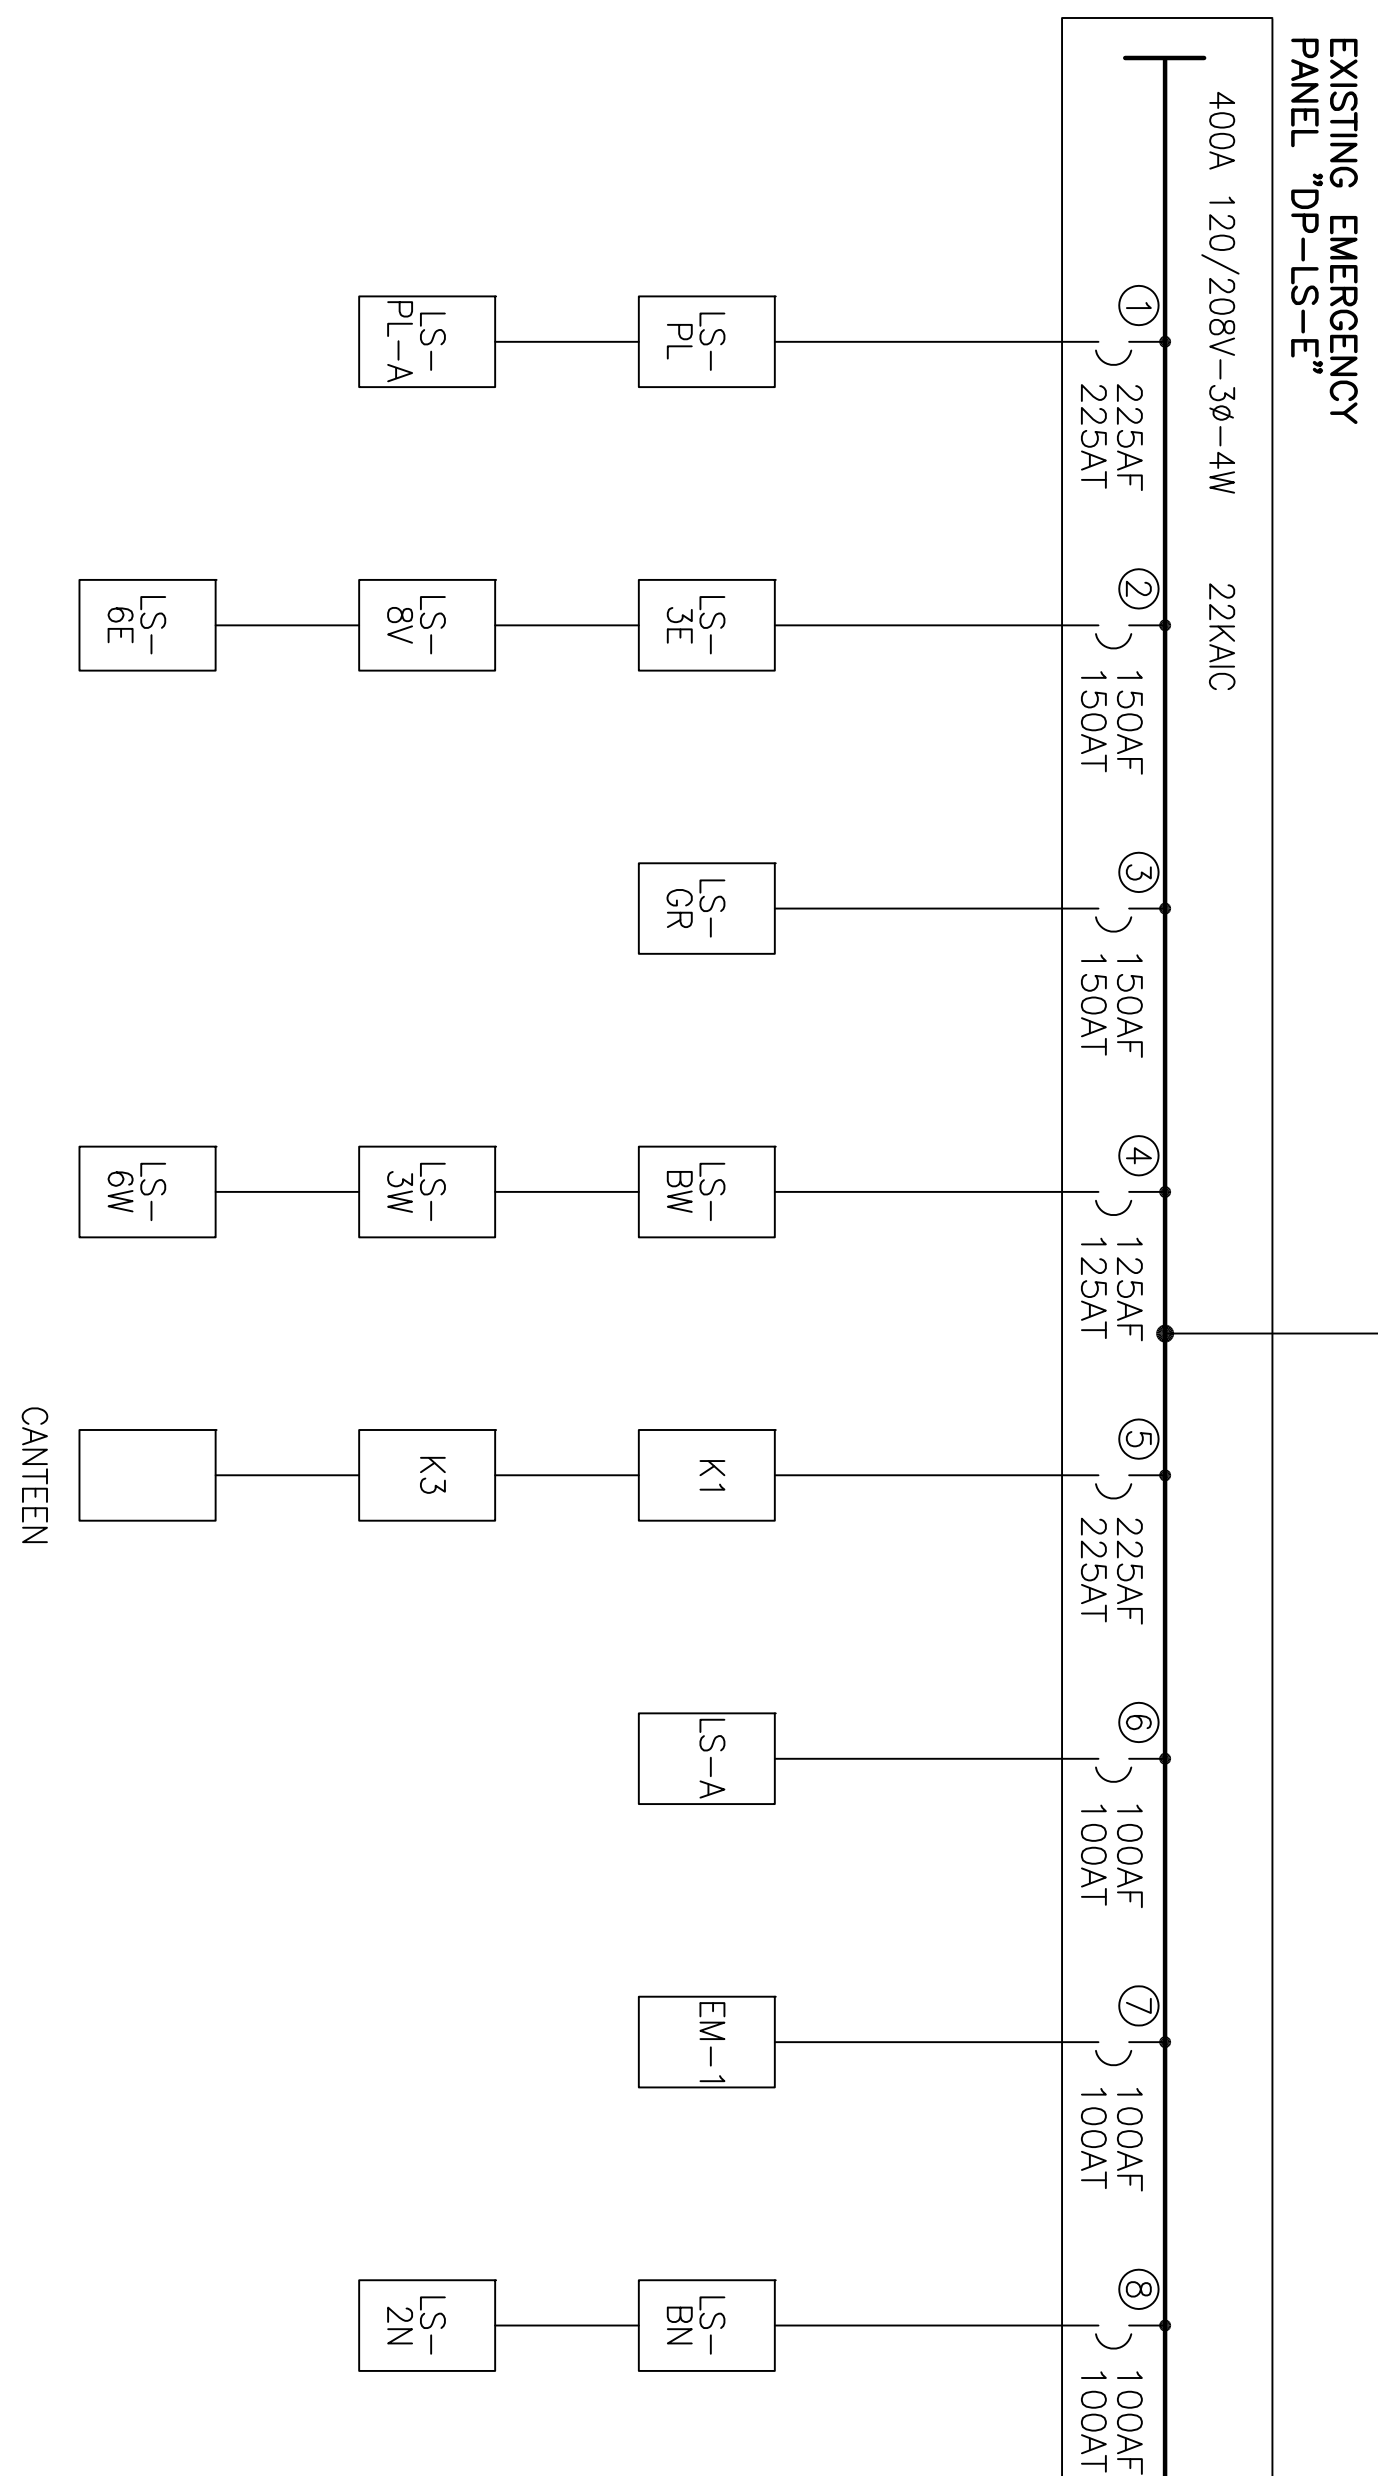 EXISTING EMERGENCY
PANEL "DP-LS-E"
400A 120/208V-3ø-4W 22KAIC
1
225AF
225AT
LS-
PL
LS-
PL-A
2
150AF
150AT
LS-
3E
LS-
8V
LS-
6E
3
150AF
150AT
LS-
GR
4
125AF
125AT
LS-
BW
LS-
3W
LS-
6W
5
225AF
225AT
K1
K3
CANTEEN
6
100AF
100AT
LS-A
7
100AF
100AT
EM-1
8
100AF
100AT
LS-
BN
LS-
2N